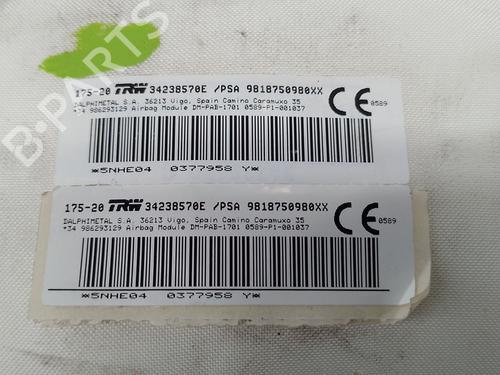 B-PARTS
175-20 TRW 34238570E /PSA 9818750980XX
DALPHIMETAL S.A. 36213 Vigo, Spain Camino Caramuxo 35
*34 986293129 Airbag Module DM-PAB-1701 0589-P1-001037
CE 0589
*5NHE04 0377958 Y*
175-20 TRW 34238570E /PSA 9818750980XX
DALPHIMETAL S.A. 36213 Vigo, Spain Camino Caramuxo 35
*34 986293129 Airbag Module DM-PAB-1701 0589-P1-001037
CE 0589
*5NHE04 0377958 Y*